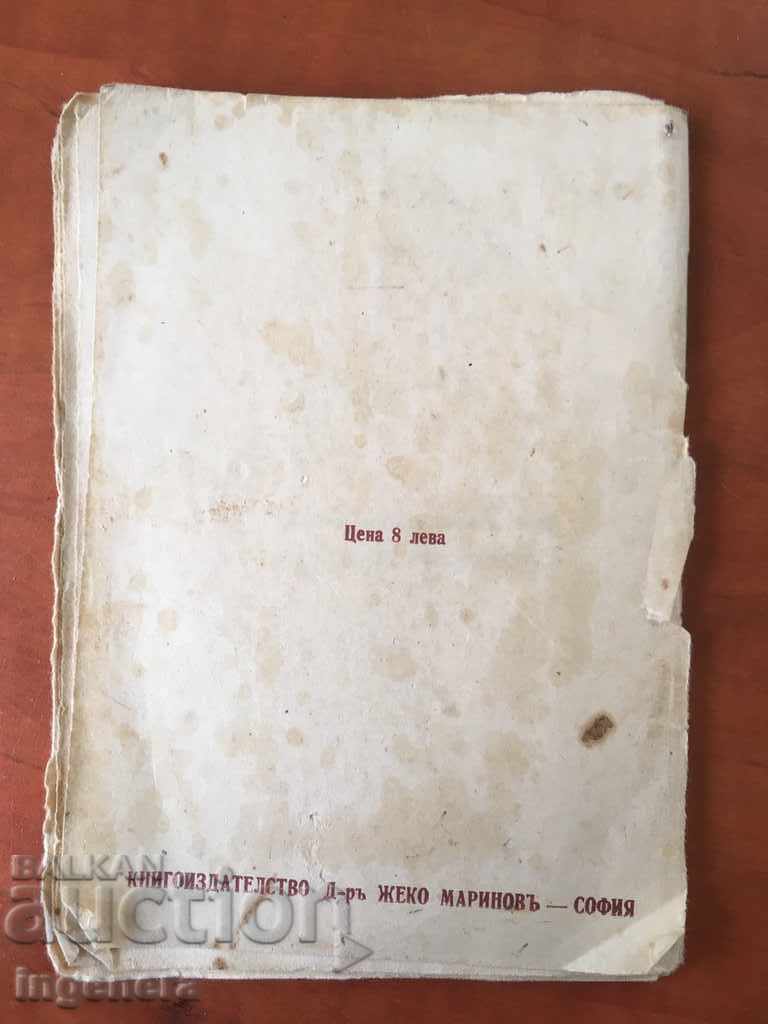 Цена 8 лева
КНИГОИЗДАТЕЛСТВО Д-ръ ЖЕКО МАРИНОВЪ — СОФИЯ
BALKAN
auction
ingenera